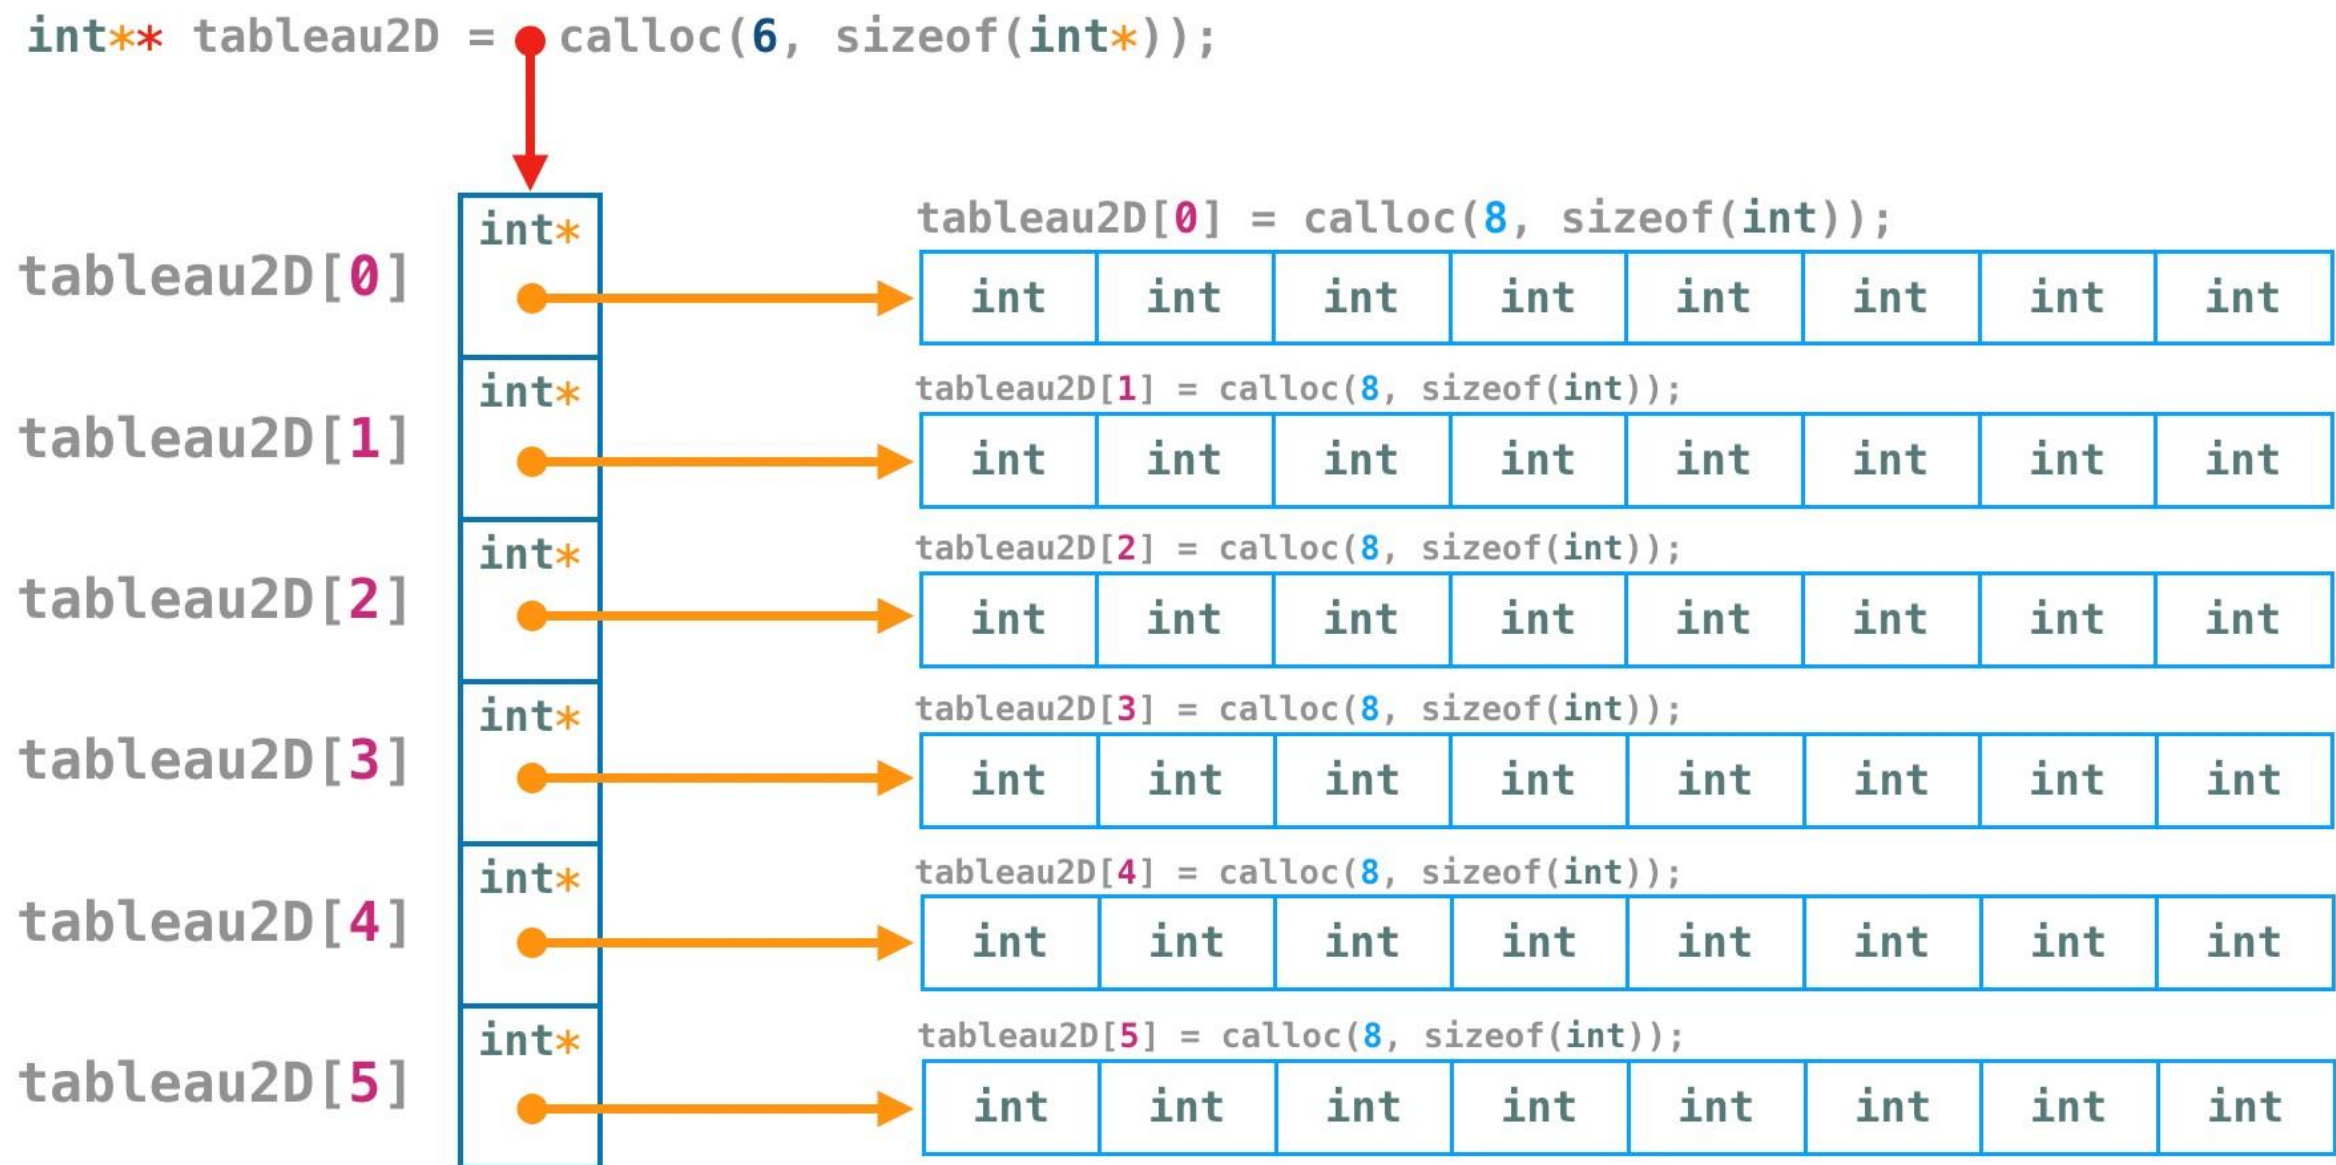 int** tableau2D = calloc(6, sizeof(int*));
int*
tableau2D[0] = calloc(8, sizeof(int));
tableau2D[0]
int int int int int int int int
int*
tableau2D[1] = calloc(8, sizeof(int));
tableau2D[1]
int int int int int int int int
int*
tableau2D[2] = calloc(8, sizeof(int));
tableau2D[2]
int int int int int int int int
int*
tableau2D[3] = calloc(8, sizeof(int));
tableau2D[3]
int int int int int int int int
int*
tableau2D[4] = calloc(8, sizeof(int));
tableau2D[4]
int int int int int int int int
int*
tableau2D[5] = calloc(8, sizeof(int));
tableau2D[5]
int int int int int int int int